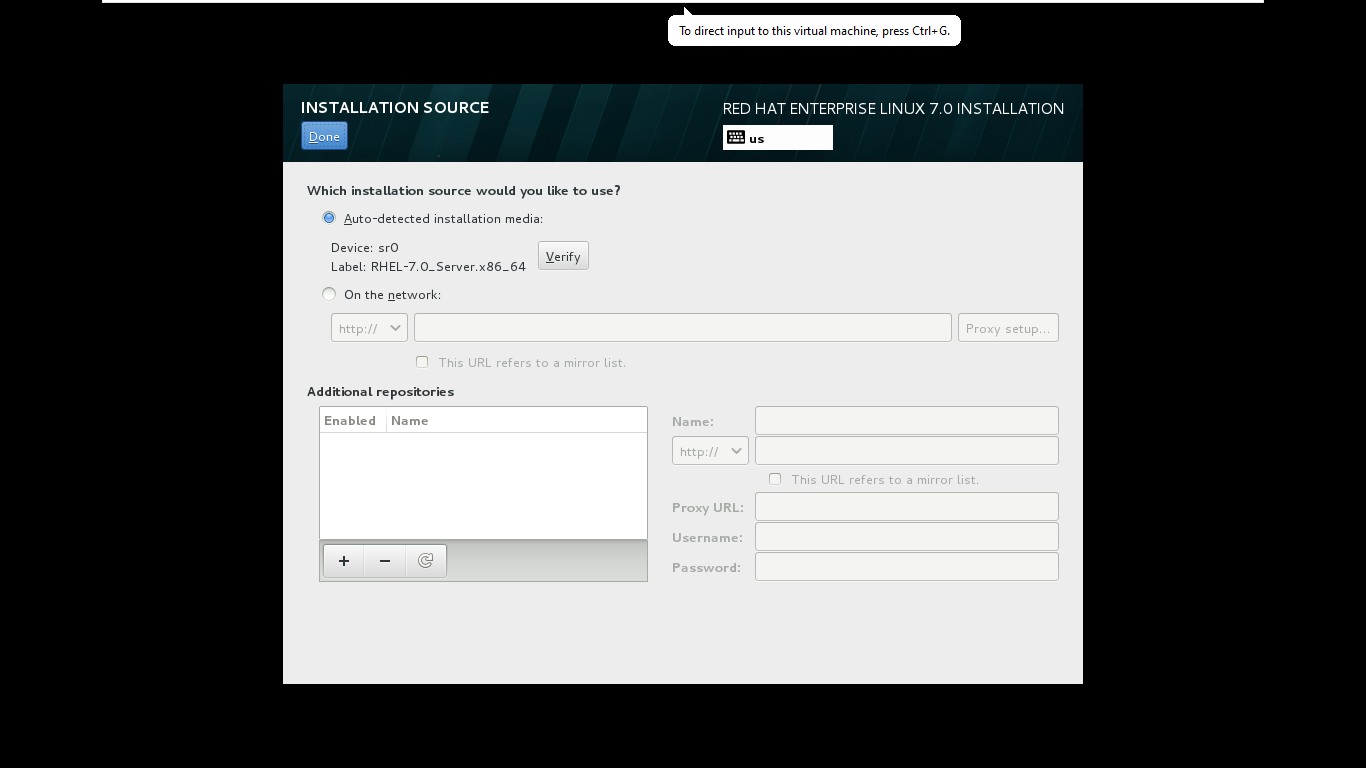 To direct input to this virtual machine, press Ctrl+G.
INSTALLATION SOURCE
RED HAT ENTERPRISE LINUX 7.0 INSTALLATION
Done
us
Which installation source would you like to use?
Auto-detected installation media:
Device: sr0
Label: RHEL-7.0_Server.x86_64
Verify
On the network:
http://
Proxy setup...
This URL refers to a mirror list.
Additional repositories
Enabled Name
Name:
http://
This URL refers to a mirror list.
Proxy URL:
Username:
Password: